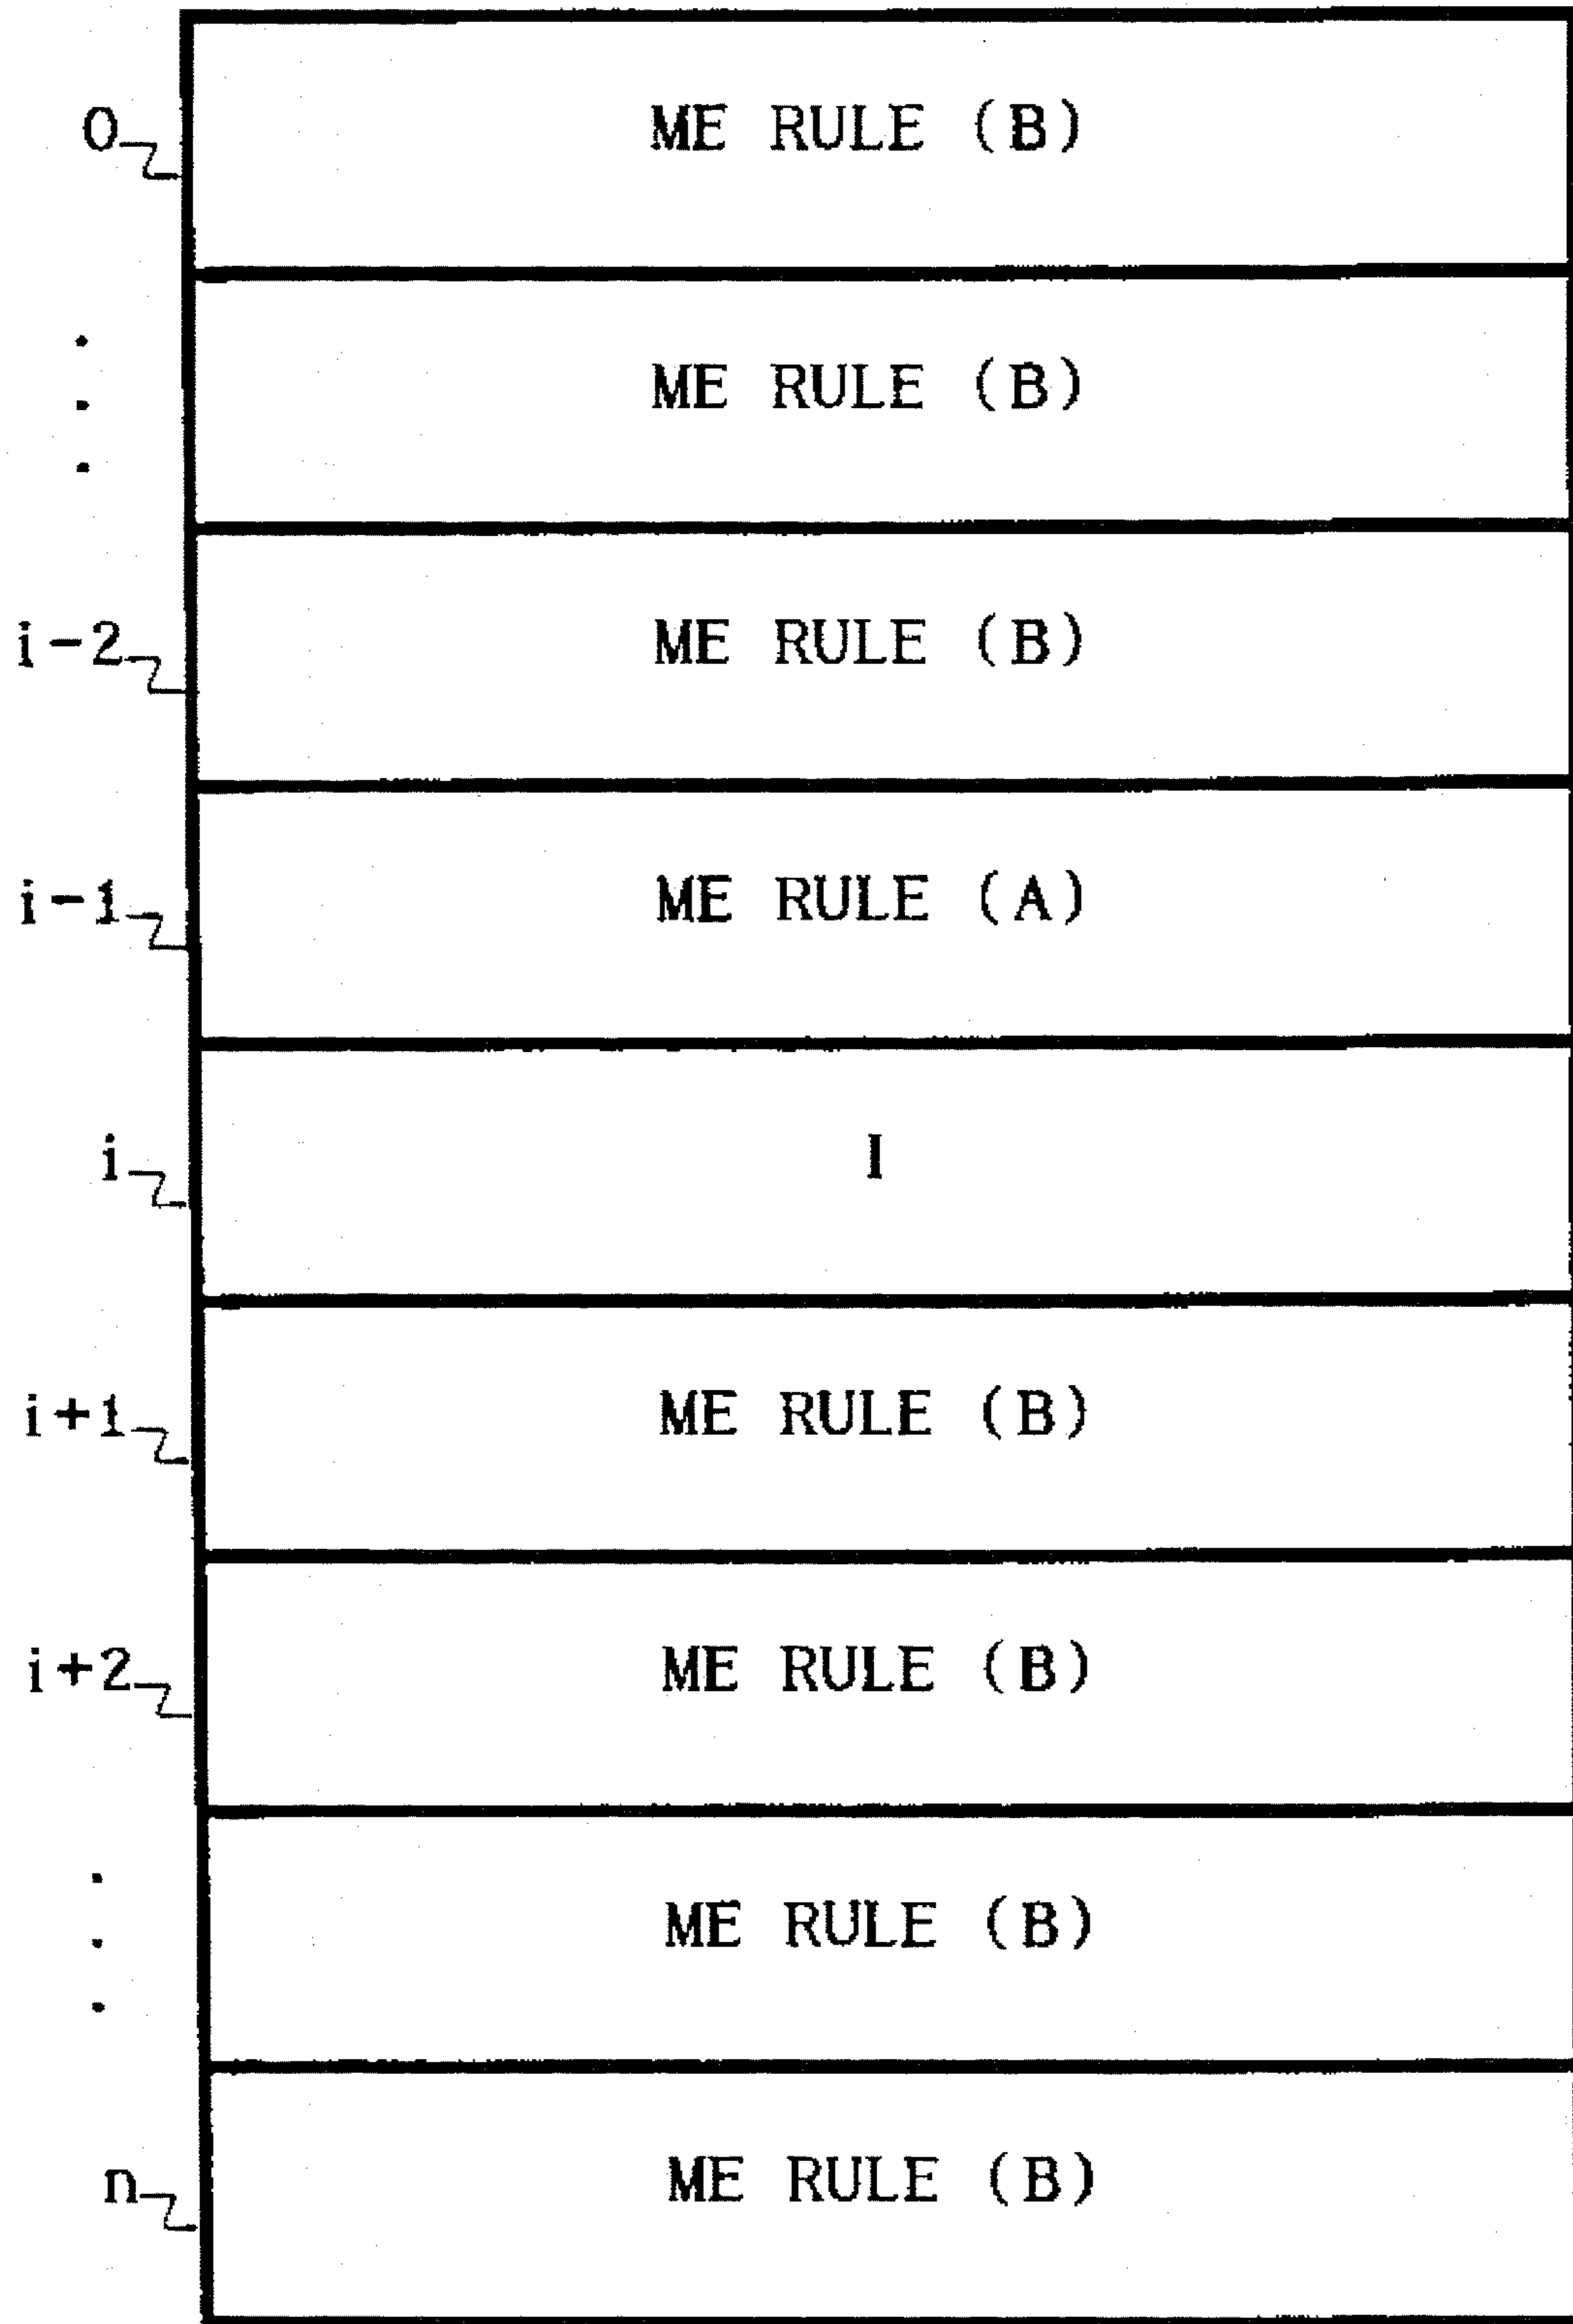 0 ME RULE (B)
ME RULE (B)
i-2 ME RULE (B)
i-1 ME RULE (A)
i I
i+1 ME RULE (B)
i+2 ME RULE (B)
ME RULE (B)
n ME RULE (B)